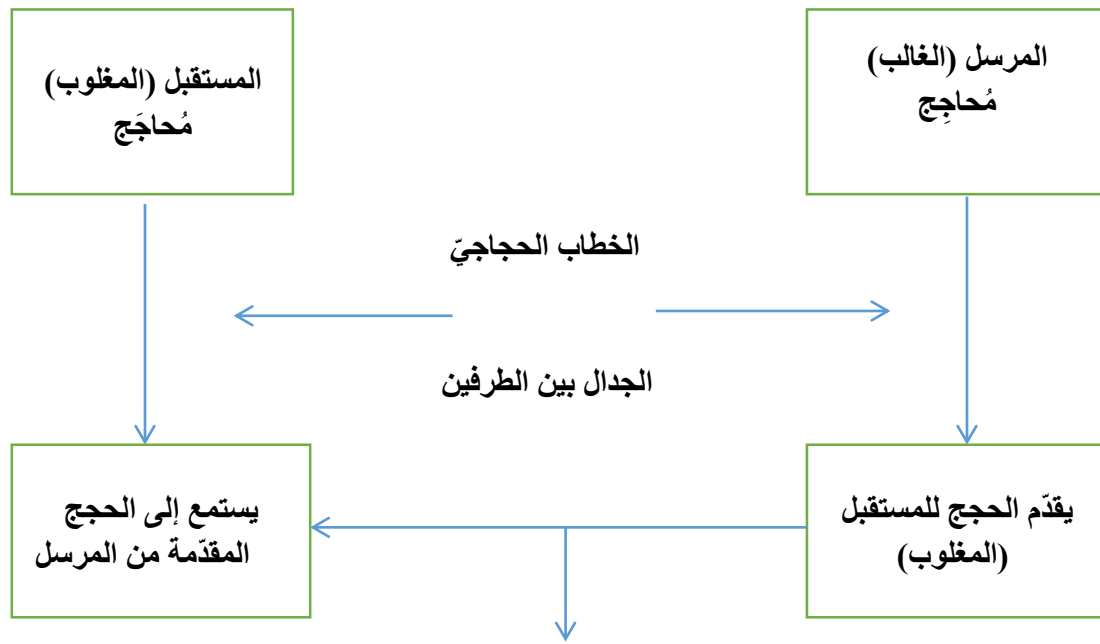 المرسل (الغالب)
مُحاجِج
المستقبل (المغلوب)
مُحاجَج
الخطاب الحجاجيّ
الجدال بين الطرفين
يقدّم الحجج للمستقبل
(المغلوب)
يستمع إلى الحجج
المقدّمة من المرسل